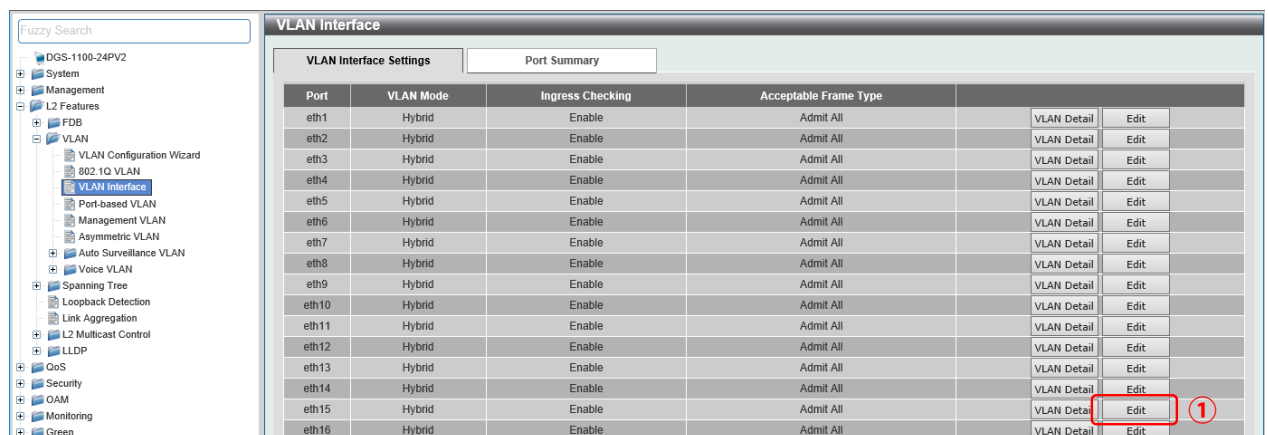 Fuzzy Search
DGS-1100-24PV2
System
Management
L2 Features
FDB
VLAN
VLAN Configuration Wizard
802.1Q VLAN
VLAN Interface
Port-based VLAN
Management VLAN
Asymmetric VLAN
Auto Surveillance VLAN
Voice VLAN
Spanning Tree
Loopback Detection
Link Aggregation
L2 Multicast Control
LLDP
QoS
Security
OAM
Monitoring
Green
VLAN Interface
VLAN Interface Settings Port Summary
Port VLAN Mode Ingress Checking Acceptable Frame Type
eth1 Hybrid Enable Admit All VLAN Detail Edit
eth2 Hybrid Enable Admit All VLAN Detail Edit
eth3 Hybrid Enable Admit All VLAN Detail Edit
eth4 Hybrid Enable Admit All VLAN Detail Edit
eth5 Hybrid Enable Admit All VLAN Detail Edit
eth6 Hybrid Enable Admit All VLAN Detail Edit
eth7 Hybrid Enable Admit All VLAN Detail Edit
eth8 Hybrid Enable Admit All VLAN Detail Edit
eth9 Hybrid Enable Admit All VLAN Detail Edit
eth10 Hybrid Enable Admit All VLAN Detail Edit
eth11 Hybrid Enable Admit All VLAN Detail Edit
eth12 Hybrid Enable Admit All VLAN Detail Edit
eth13 Hybrid Enable Admit All VLAN Detail Edit
eth14 Hybrid Enable Admit All VLAN Detail Edit
eth15 Hybrid Enable Admit All VLAN Detail Edit ①
eth16 Hybrid Enable Admit All VLAN Detail Edit